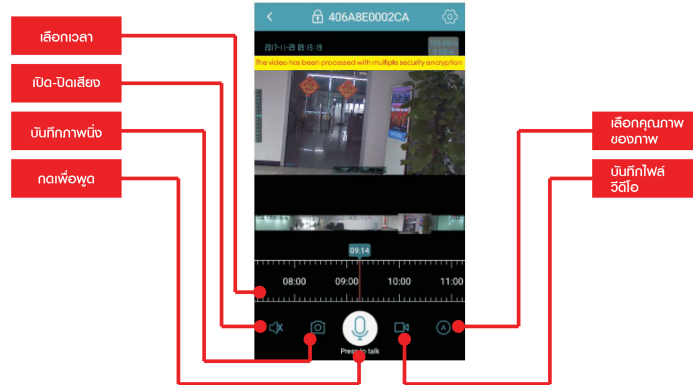 406A8E0002CA
เลือกเวลา
2017-11-29 09:15:19
The video has been processed with multiple security encryption
เปิด-ปิดเสียง
บันทึกภาพนิ่ง
เลือกคุณภาพ
ของภาพ
กดเพื่อพูด
บันทึกไฟล์
วีดีโอ
09:14
08:00 09:00 10:00 11:00
A
Press to talk